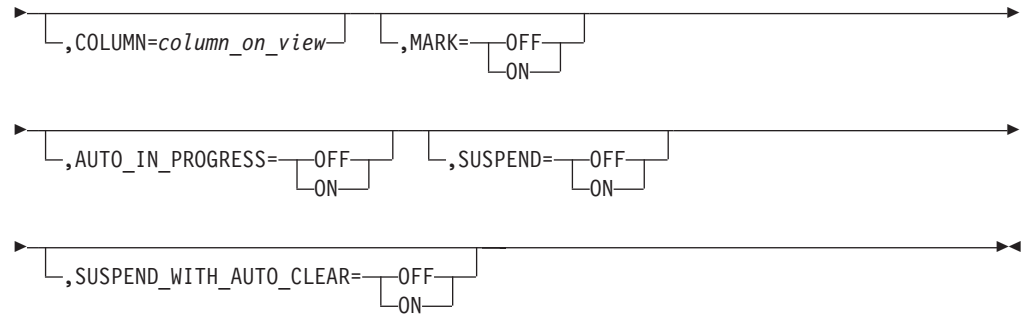 ,COLUMN=column_on_view ,MARK= OFF
ON
,AUTO_IN_PROGRESS= OFF ,SUSPEND= OFF
ON ON
,SUSPEND_WITH_AUTO_CLEAR= OFF
ON